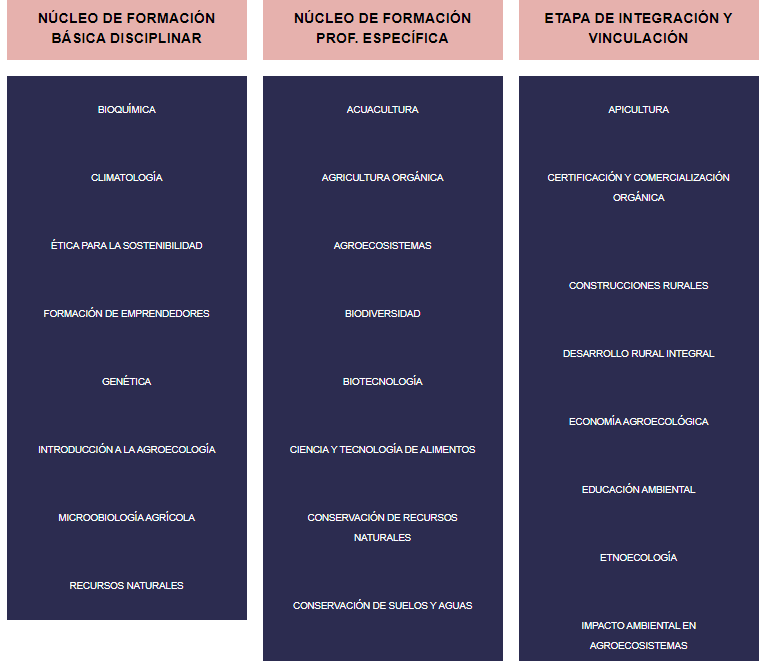 NÚCLEO DE FORMACIÓN
BÁSICA DISCIPLINAR
BIOQUÍMICA
CLIMATOLOGÍA
ÉTICA PARA LA SOSTENIBILIDAD
FORMACIÓN DE EMPRENDEDORES
GENÉTICA
INTRODUCCIÓN A LA AGROECOLOGÍA
MICROOBIOLOGÍA AGRÍCOLA
RECURSOS NATURALES
NÚCLEO DE FORMACIÓN
PROF. ESPECÍFICA
ACUACULTURA
AGRICULTURA ORGÁNICA
AGROECOSISTEMAS
BIODIVERSIDAD
BIOTECNOLOGÍA
CIENCIA Y TECNOLOGÍA DE ALIMENTOS
CONSERVACIÓN DE RECURSOS
NATURALES
CONSERVACIÓN DE SUELOS Y AGUAS
ETAPA DE INTEGRACIÓN Y
VINCULACIÓN
APICULTURA
CERTIFICACIÓN Y COMERCIALIZACIÓN
ORGÁNICA
CONSTRUCCIONES RURALES
DESARROLLO RURAL INTEGRAL
ECONOMÍA AGROECOLÓGICA
EDUCACIÓN AMBIENTAL
ETNOECOLOGÍA
IMPACTO AMBIENTAL EN
AGROECOSISTEMAS